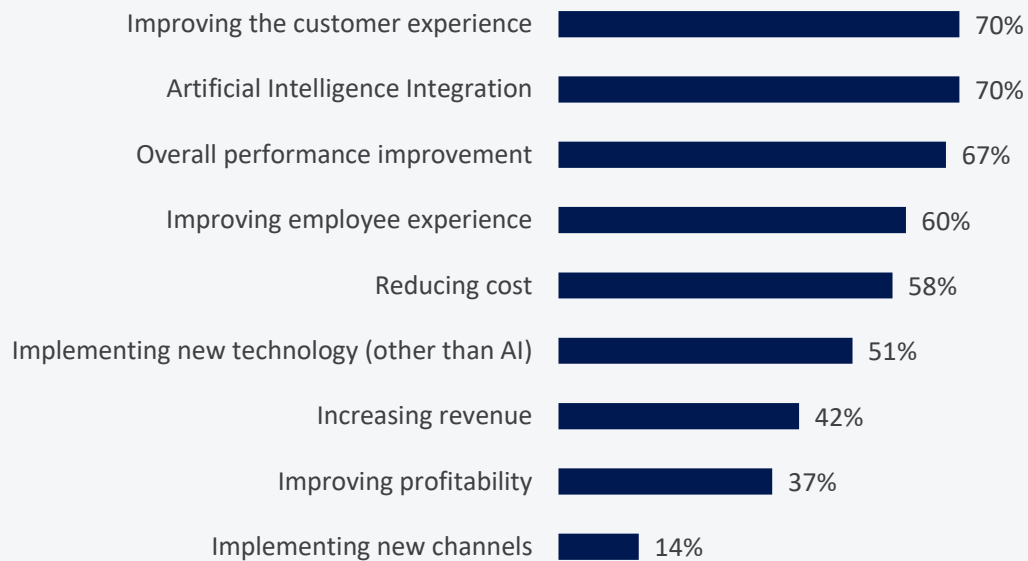 Improving the customer experience 70%
Artificial Intelligence Integration 70%
Overall performance improvement 67%
Improving employee experience 60%
Reducing cost 58%
Implementing new technology (other than AI) 51%
Increasing revenue 42%
Improving profitability 37%
Implementing new channels 14%